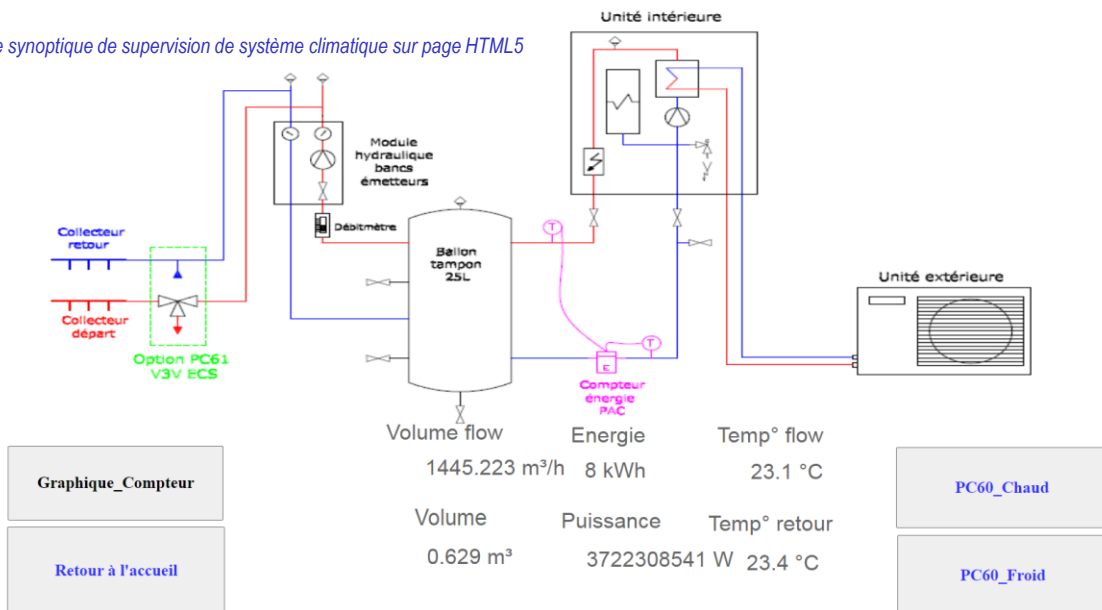 Unité intérieure
synoptique de supervision de système climatique sur page HTML5
Module
hydraulique
bancs
émetteurs
Débitmètre
Collecteur
retour
Collecteur
départ
Option PC61
V3V ECS
Ballon
tampon
25L
T
T
E
Compteur
énergie
PAC
Unité extérieure
Volume flow
Energie
Temp° flow
1445.223 m³/h
8 kWh
23.1 °C
Volume
Puissance
Temp° retour
0.629 m³
3722308541 W
23.4 °C
Graphique_Compteur
Retour à l'accueil
PC60_Chaud
PC60_Froid